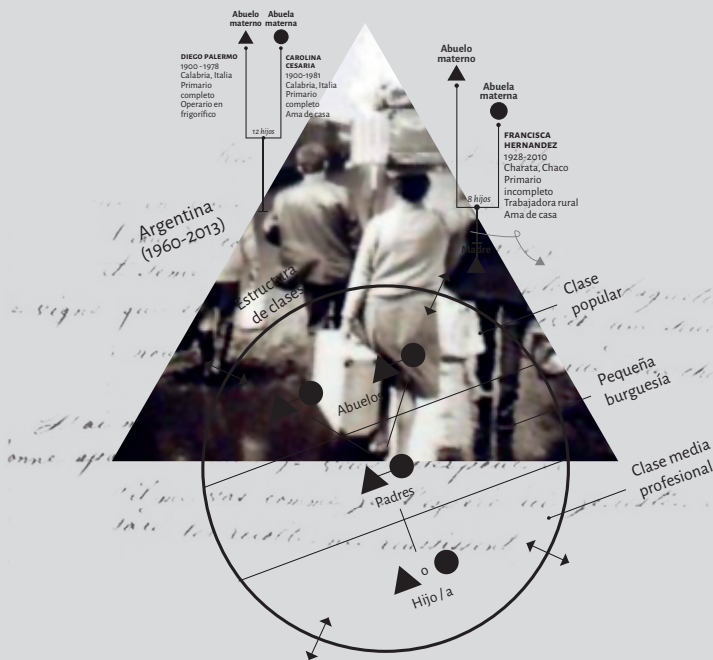 Abuelo
materno
Abuela
materna
DIEGO PALERMO
1900 - 1978
Calabria, Italia
Primario
completo
Operario en
frigorífico
CAROLINA
CESARIA
1900-1981
Calabria, Italia
Primario
completo
Ama de casa
12 hijos
Abuelo
materno
Abuela
materna
FRANCISCA
HERNANDEZ
1928-2010
Charata, Chaco
Primario
incompleto
Trabajadora rural
Ama de casa
8 hijos
Madre
Argentina
(1960-2013)
Estructura
de clases
Clase
popular
Pequeña
burguesía
Clase media
profesional
Abuelos
Padres
o
Hijo / a